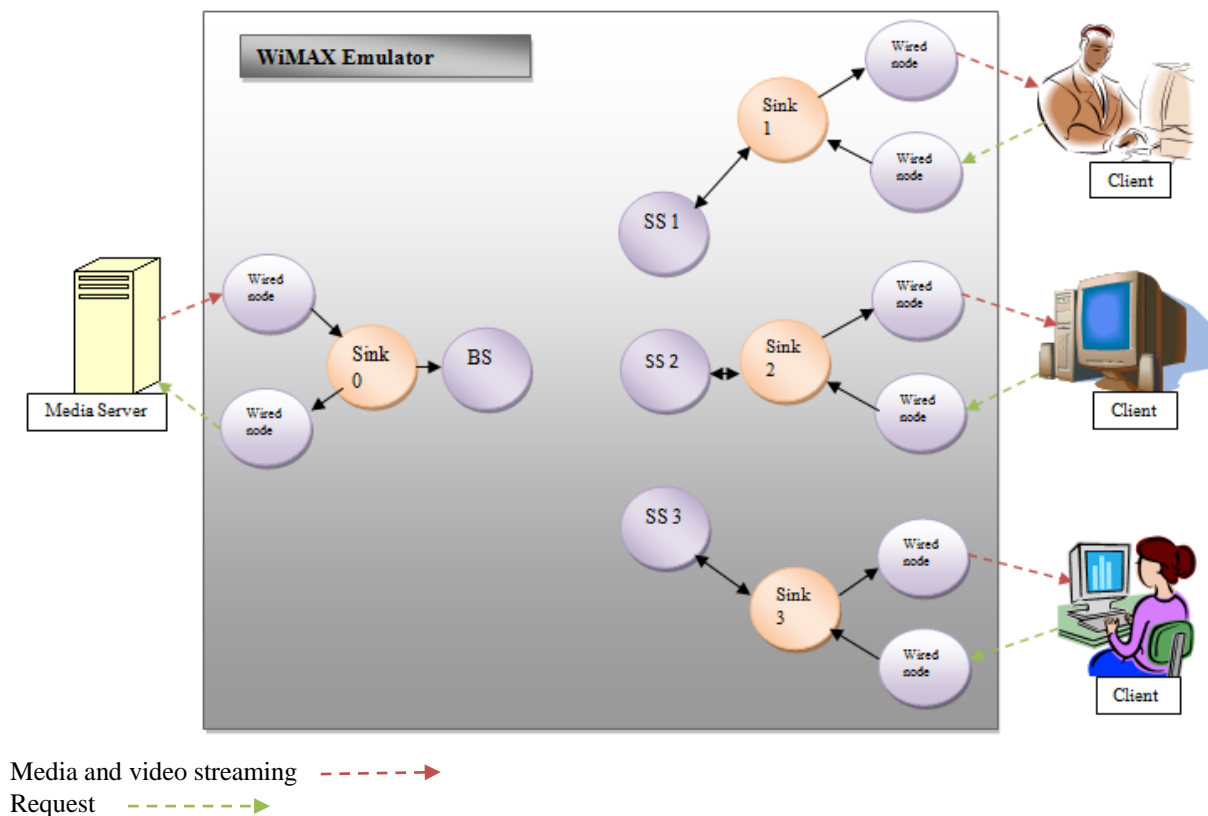 WiMAX Emulator
Wired
node
Sink
1
Wired
node
Client
SS 1
Wired
node
Sink
0
BS
Wired
node
Media Server
SS 2
Sink
2
Wired
node
Wired
node
Client
SS 3
Sink
3
Wired
node
Wired
node
Client
Media and video streaming
Request